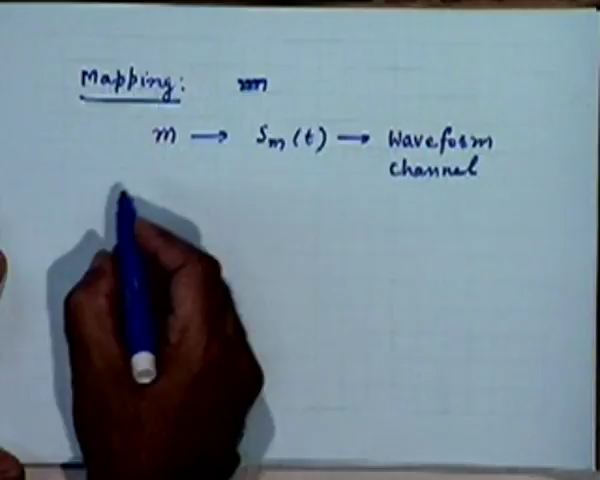 Mapping: m
m → Sm(t) → Waveform
channel